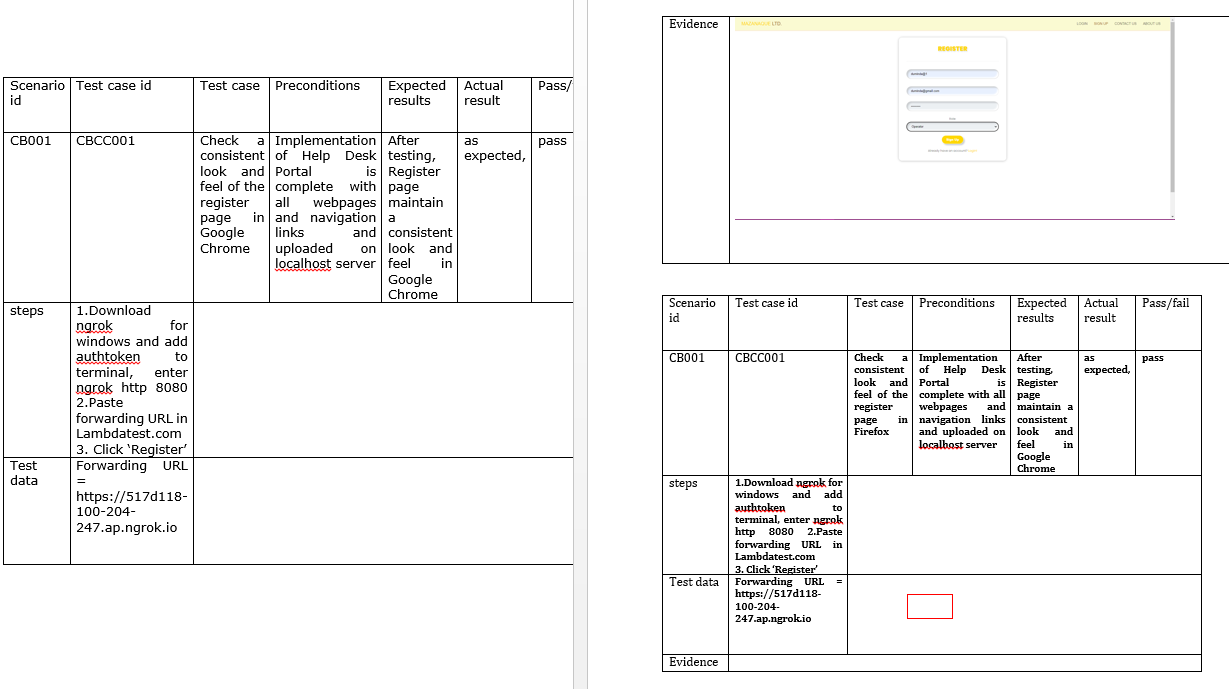 Scenario id
Test case id
Test case
Preconditions
Expected results
Actual result
Pass/
CB001
CBCC001
Check a
consistent
look and
feel of the
register
page in
Google
Chrome
Implementation
of Help Desk
Portal is
complete with
all webpages
and navigation
links and
uploaded on
localhost server
After
testing,
Register
page
maintain
a
consistent
look and
feel in
Google
Chrome
as
expected,
pass
steps
1.Download
ngrok for
windows and add
authtoken to
terminal, enter
ngrok http 8080
2.Paste
forwarding URL in
Lambdatest.com
3. Click ‘Register’
Test
data
Forwarding URL
=
https://517d118-
100-204-
247.ap.ngrok.io
Evidence
LTD
LOGIN SIGN UP CONTACT US ABOUT US
REGISTER
Operator
Scenario
id
Test case id
Test case
Preconditions
Expected
results
Actual
result
Pass/fail
CB001
CBCC001
Check a
consistent
look and
feel of the
register
page in
Firefox
Implementation
of Help Desk
Portal is
complete with all
webpages and
navigation links
and uploaded on
localhost server
After
testing,
Register
page
maintain a
consistent
look and
feel in
Google
Chrome
as
expected,
pass
steps
1.Download ngrok for
windows and add
authtoken to
terminal, enter ngrok
http 8080 2.Paste
forwarding URL in
Lambdatest.com
3. Click ‘Register’
Test data
Forwarding URL =
https://517d118-
100-204-
247.ap.ngrok.io
Evidence